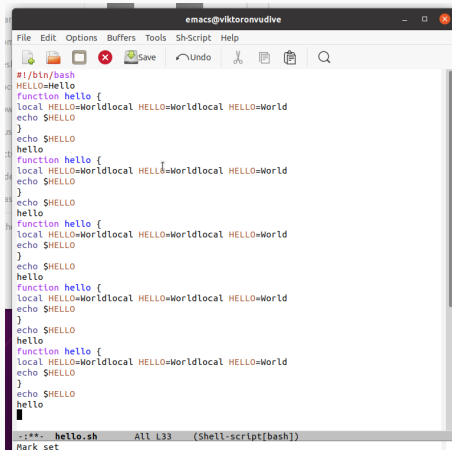 emacs@viktoronvudive
File Edit Options Buffers Tools Sh-Script Help
Save Undo
#!/bin/bash
HELLO=Hello
function hello {
local HELLO=Worldlocal HELLO=Worldlocal HELLO=World
echo $HELLO
}
echo $HELLO
hello
function hello {
local HELLO=Worldlocal HELLO=Worldlocal HELLO=World
echo $HELLO
}
echo $HELLO
hello
function hello {
local HELLO=Worldlocal HELLO=Worldlocal HELLO=World
echo $HELLO
}
echo $HELLO
hello
function hello {
local HELLO=Worldlocal HELLO=Worldlocal HELLO=World
echo $HELLO
}
echo $HELLO
hello
function hello {
local HELLO=Worldlocal HELLO=Worldlocal HELLO=World
echo $HELLO
}
echo $HELLO
hello
-:**- hello.sh All L33 (Shell-script[bash])
Mark set